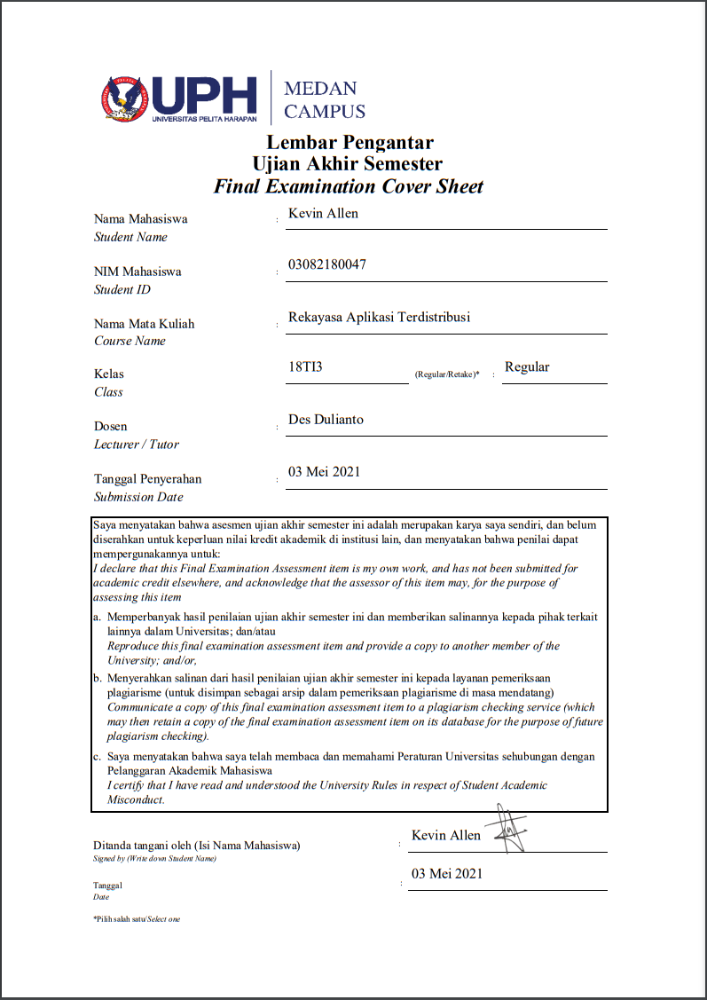 UPH
UNIVERSITAS PELITA HARAPAN
MEDAN
CAMPUS
Lembar Pengantar
Ujian Akhir Semester
Final Examination Cover Sheet
Nama Mahasiswa : Kevin Allen
Student Name
NIM Mahasiswa : 03082180047
Student ID
Nama Mata Kuliah : Rekayasa Aplikasi Terdistribusi
Course Name
Kelas 18TI3 (Regular/Retake)* : Regular
Class
Dosen : Des Dulianto
Lecturer / Tutor
Tanggal Penyerahan : 03 Mei 2021
Submission Date
Saya menyatakan bahwa asesmen ujian akhir semester ini adalah merupakan karya saya sendiri, dan belum
diserahkan untuk keperluan nilai kredit akademik di institusi lain, dan menyatakan bahwa penilai dapat
mempergunakannya untuk:
I declare that this Final Examination Assessment item is my own work, and has not been submitted for
academic credit elsewhere, and acknowledge that the assessor of this item may, for the purpose of
assessing this item
a. Memperbanyak hasil penilaian ujian akhir semester ini dan memberikan salinannya kepada pihak terkait
lainnya dalam Universitas; dan/atau
Reproduce this final examination assessment item and provide a copy to another member of the
University; and/or,
b. Menyerahkan salinan dari hasil penilaian ujian akhir semester ini kepada layanan pemeriksaan
plagiarisme (untuk disimpan sebagai arsip dalam pemeriksaan plagiarisme di masa mendatang)
Communicate a copy of this final examination assessment item to a plagiarism checking service (which
may then retain a copy of the final examination assessment item on its database for the purpose of future
plagiarism checking).
c. Saya menyatakan bahwa saya telah membaca dan memahami Peraturan Universitas sehubungan dengan
Pelanggaran Akademik Mahasiswa
I certify that I have read and understood the University Rules in respect of Student Academic
Misconduct.
Ditanda tangani oleh (Isi Nama Mahasiswa) : Kevin Allen
Signed by (Write down Student Name)
Tanggal : 03 Mei 2021
Date
*Pilih salah satu/Select one